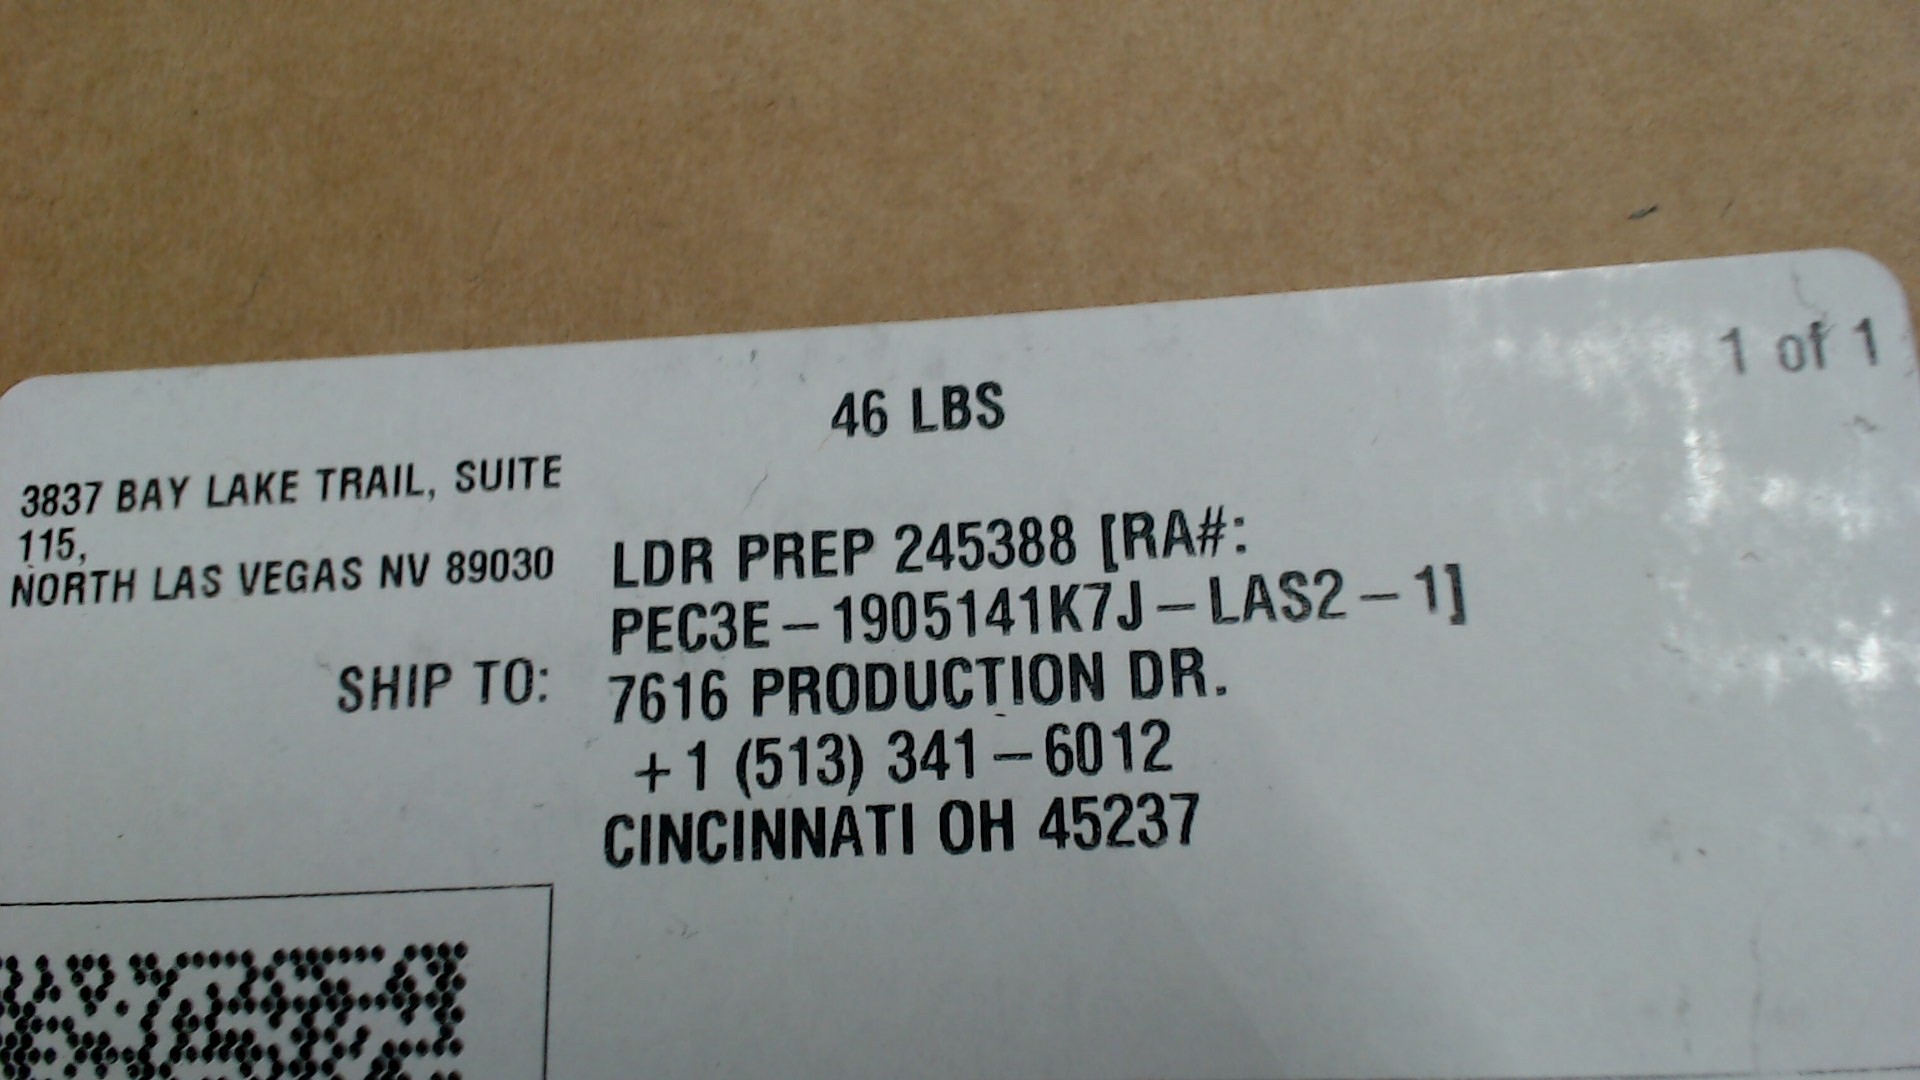 1 of 1
46 LBS
3837 BAY LAKE TRAIL, SUITE
115,
NORTH LAS VEGAS NV 89030
LDR PREP 245388 [RA#:
PEC3E-1905141K7J-LAS2-1]
SHIP TO: 7616 PRODUCTION DR.
+1 (513) 341-6012
CINCINNATI OH 45237